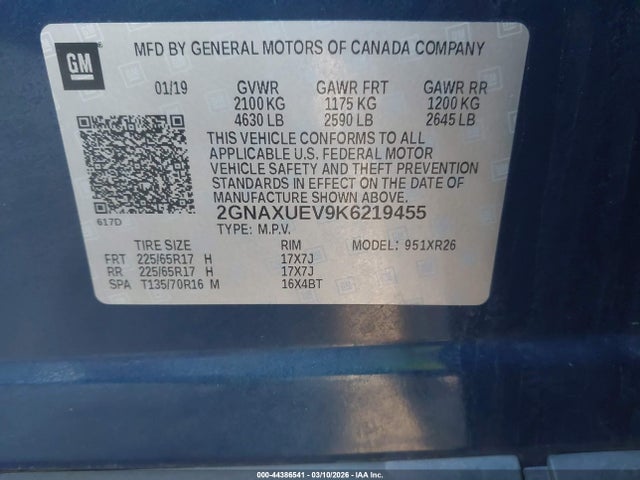 GM
MFD BY GENERAL MOTORS OF CANADA COMPANY
01/19 GVWR GAWR FRT GAWR RR
2100 KG 1175 KG 1200 KG
4630 LB 2590 LB 2645 LB
THIS VEHICLE CONFORMS TO ALL
APPLICABLE U.S. FEDERAL MOTOR
VEHICLE SAFETY AND THEFT PREVENTION
STANDARDS IN EFFECT ON THE DATE OF
MANUFACTURE SHOWN ABOVE.
617D
2GNAXUEV9K6219455
TYPE: M.P.V.
TIRE SIZE RIM MODEL: 951XR26
FRT 225/65R17 H 17X7J
RR 225/65R17 H 17X7J
SPA T135/70R16 M 16X4BT
000-44386541 - 03/10/2026 - IAA Inc.